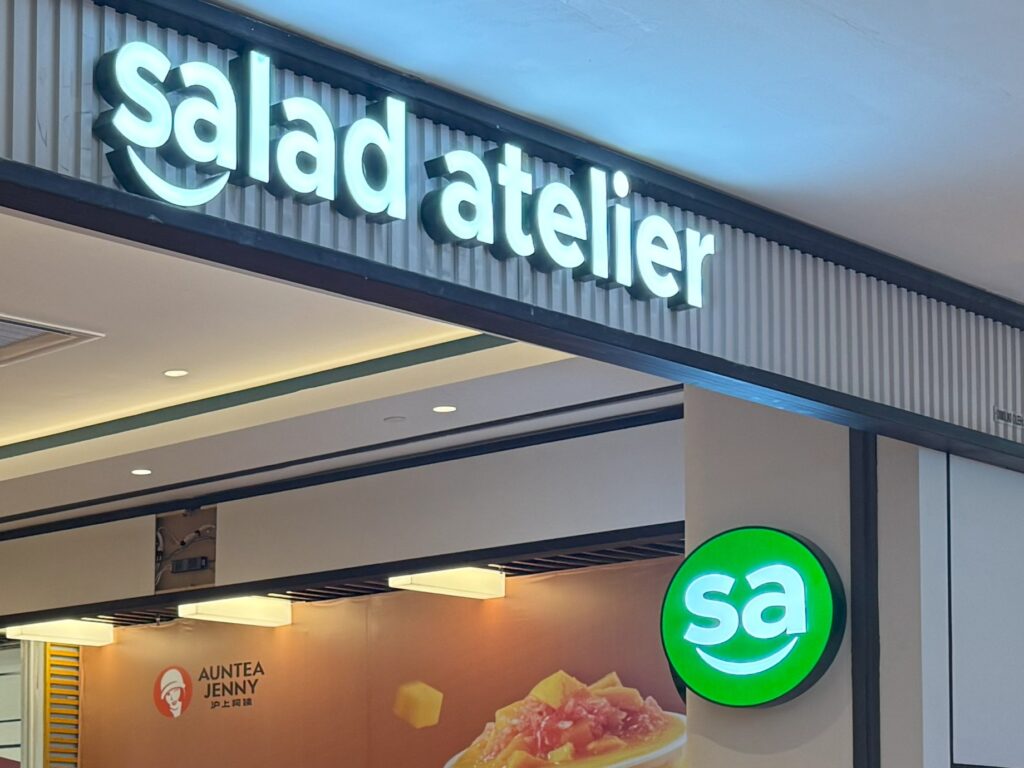 salad atelier
sa
AUNTEA
JENNY
沪上阿姨